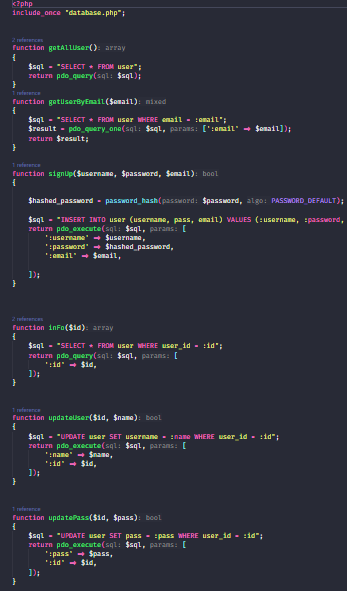 <?php
include_once "database.php";
2 references
function getAllUser(): array
{
    $sql = "SELECT * FROM user";
    return pdo_query(sql: $sql);
}
1 reference
function getUserByEmail($email): mixed
{
    $sql = "SELECT * FROM user WHERE email = :email";
    $result = pdo_query_one(sql: $sql, params: [':email' => $email]);
    return $result;
}
1 reference
function signUp($username, $password, $email): bool
{
    $hashed_password = password_hash(password: $password, algo: PASSWORD_DEFAULT);
    $sql = "INSERT INTO user (username, pass, email) VALUES (:username, :password,
    return pdo_execute(sql: $sql, params: [
        ':username' => $username,
        ':password' => $hashed_password,
        ':email' => $email,
    ]);
}
2 references
function inFo($id): array
{
    $sql = "SELECT * FROM user WHERE user_id = :id";
    return pdo_query(sql: $sql, params: [
        ':id' => $id,
    ]);
}
1 reference
function updateUser($id, $name): bool
{
    $sql = "UPDATE user SET username = :name WHERE user_id = :id";
    return pdo_execute(sql: $sql, params: [
        ':name' => $name,
        ':id' => $id,
    ]);
}
1 reference
function updatePass($id, $pass): bool
{
    $sql = "UPDATE user SET pass = :pass WHERE user_id = :id";
    return pdo_execute(sql: $sql, params: [
        ':pass' => $pass,
        ':id' => $id,
    ]);
}